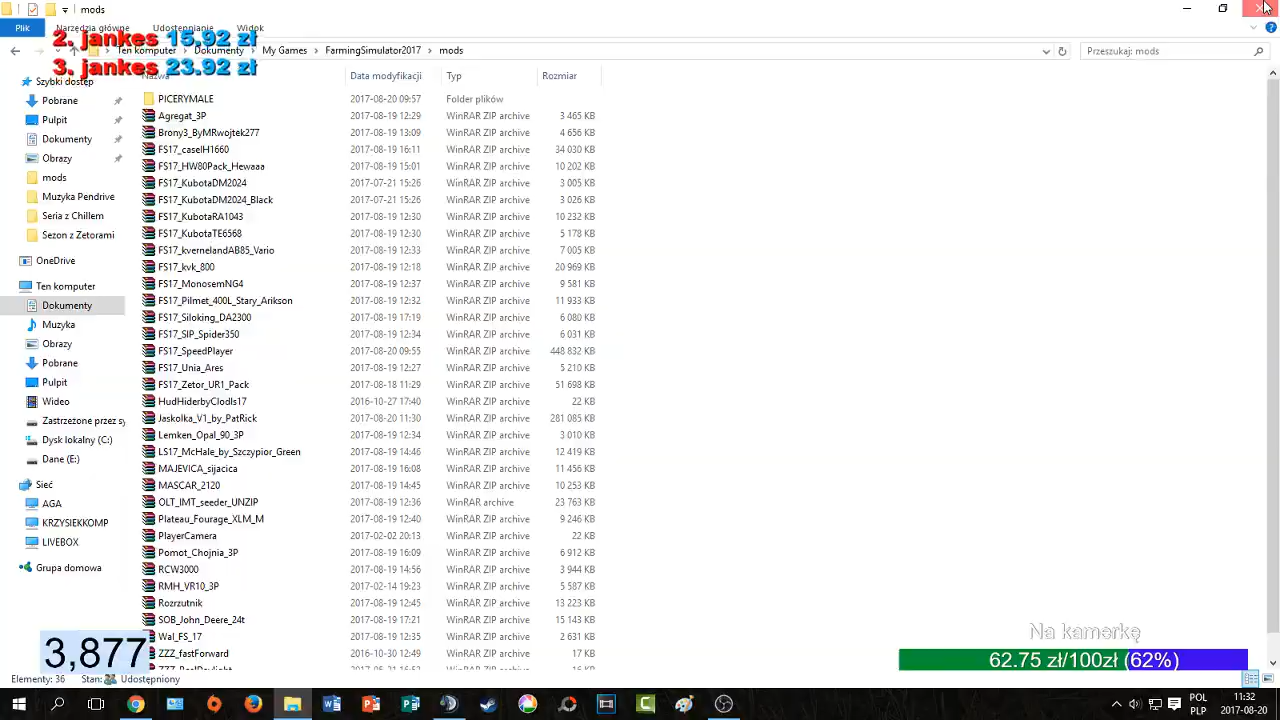 mods
Plik
Narzędzia główne
Udostępnianie
Widok
2. jankes 15.92 zł
3. jankes 23.92 zł
Ten komputer
Dokumenty
My Games
FarmingSimulator2017
mods
Przeszukaj: mods
Nazwa
Data modyfikacji
Typ
Rozmiar
Szybki dostęp
Pobrane
Pulpit
Dokumenty
Obrazy
mods
Muzyka Pendrive
Seria z Chillem
Sezon z Zetorami
OneDrive
Ten komputer
Dokumenty
Muzyka
Obrazy
Pobrane
Pulpit
Wideo
Zastrzeżone przez sy
Dysk lokalny (C:)
Dane (E:)
Sieć
AGA
KRZYSIEKKOMP
LIVEBOX
Grupa domowa
PICERYMALE 2017-08-20 09:57 Folder plików
Agregat_3P 2017-08-19 12:29 WinRAR ZIP archive 3 465 KB
Brony3_ByMRwojtek277 2017-08-19 13:09 WinRAR ZIP archive 4 656 KB
FS17_caseIH1660 2017-08-19 16:11 WinRAR ZIP archive 34 030 KB
FS17_HW80Pack_Hewaaa 2017-08-19 15:01 WinRAR ZIP archive 10 202 KB
FS17_KubotaDM2024 2017-07-21 15:26 WinRAR ZIP archive 3 005 KB
FS17_KubotaDM2024_Black 2017-07-21 15:26 WinRAR ZIP archive 3 026 KB
FS17_KubotaRA1043 2017-08-19 12:30 WinRAR ZIP archive 10 232 KB
FS17_KubotaTE6568 2017-08-19 12:30 WinRAR ZIP archive 5 178 KB
FS17_kvernelandAB85_Vario 2017-08-19 12:33 WinRAR ZIP archive 7 005 KB
FS17_kvk_800 2017-08-19 12:18 WinRAR ZIP archive 20 969 KB
FS17_MonosemNG4 2017-08-19 12:37 WinRAR ZIP archive 9 581 KB
FS17_Pilmet_400L_Stary_Arikson 2017-08-19 12:32 WinRAR ZIP archive 11 933 KB
FS17_Siloking_DA2300 2017-08-19 17:19 WinRAR ZIP archive 6 080 KB
FS17_SIP_Spider350 2017-08-19 12:34 WinRAR ZIP archive 6 031 KB
FS17_SpeedPlayer 2017-08-20 09:55 WinRAR ZIP archive 448 832 KB
FS17_Unia_Ares 2017-08-19 12:27 WinRAR ZIP archive 5 210 KB
FS17_Zetor_UR1_Pack 2017-08-18 11:29 WinRAR ZIP archive 51 698 KB
HudHiderbyClodls17 2016-10-27 17:40 WinRAR ZIP archive 22 KB
Jaskolka_V1_by_PatRick 2017-08-20 11:30 WinRAR ZIP archive 281 085 KB
Lemken_Opal_90_3P 2017-08-19 12:34 WinRAR ZIP archive 3 010 KB
LS17_McHale_by_Szczypior_Green 2017-08-19 14:46 WinRAR ZIP archive 12 419 KB
MAJEVICA_sijacica 2017-08-19 16:08 WinRAR ZIP archive 11 456 KB
MASCAR_2120 2017-08-19 14:45 WinRAR ZIP archive 10 253 KB
OLT_IMT_seeder_UNZIP 2017-08-19 12:36 WinRAR archive 23 763 KB
Plateau_Fourage_XLM_M 2017-08-19 12:40 WinRAR ZIP archive 9 246 KB
PlayerCamera 2017-02-02 20:13 WinRAR ZIP archive 22 KB
Pomot_Chojnia_3P 2017-08-19 16:09 WinRAR ZIP archive 6 912 KB
RCW3000 2017-08-19 14:56 WinRAR ZIP archive 3 944 KB
RMH_VR10_3P 2017-02-14 19:23 WinRAR ZIP archive 5 587 KB
Rozrzutnik 2017-08-19 12:45 WinRAR ZIP archive 13 223 KB
SOB_John_Deere_24t 2017-08-19 17:21 WinRAR ZIP archive 15 143 KB
Wal_FS_17 2017-08-19 12:35 WinRAR ZIP archive 2 631 KB
ZZZ_fastForward 2016-10-30 12:49 WinRAR ZIP archive 16 KB
3,877
Na kamerkę
62.75 zł/100zł (62%)
Elementy: 36
Stan: Udostępniony
POL
PLP
11:32
2017-08-20